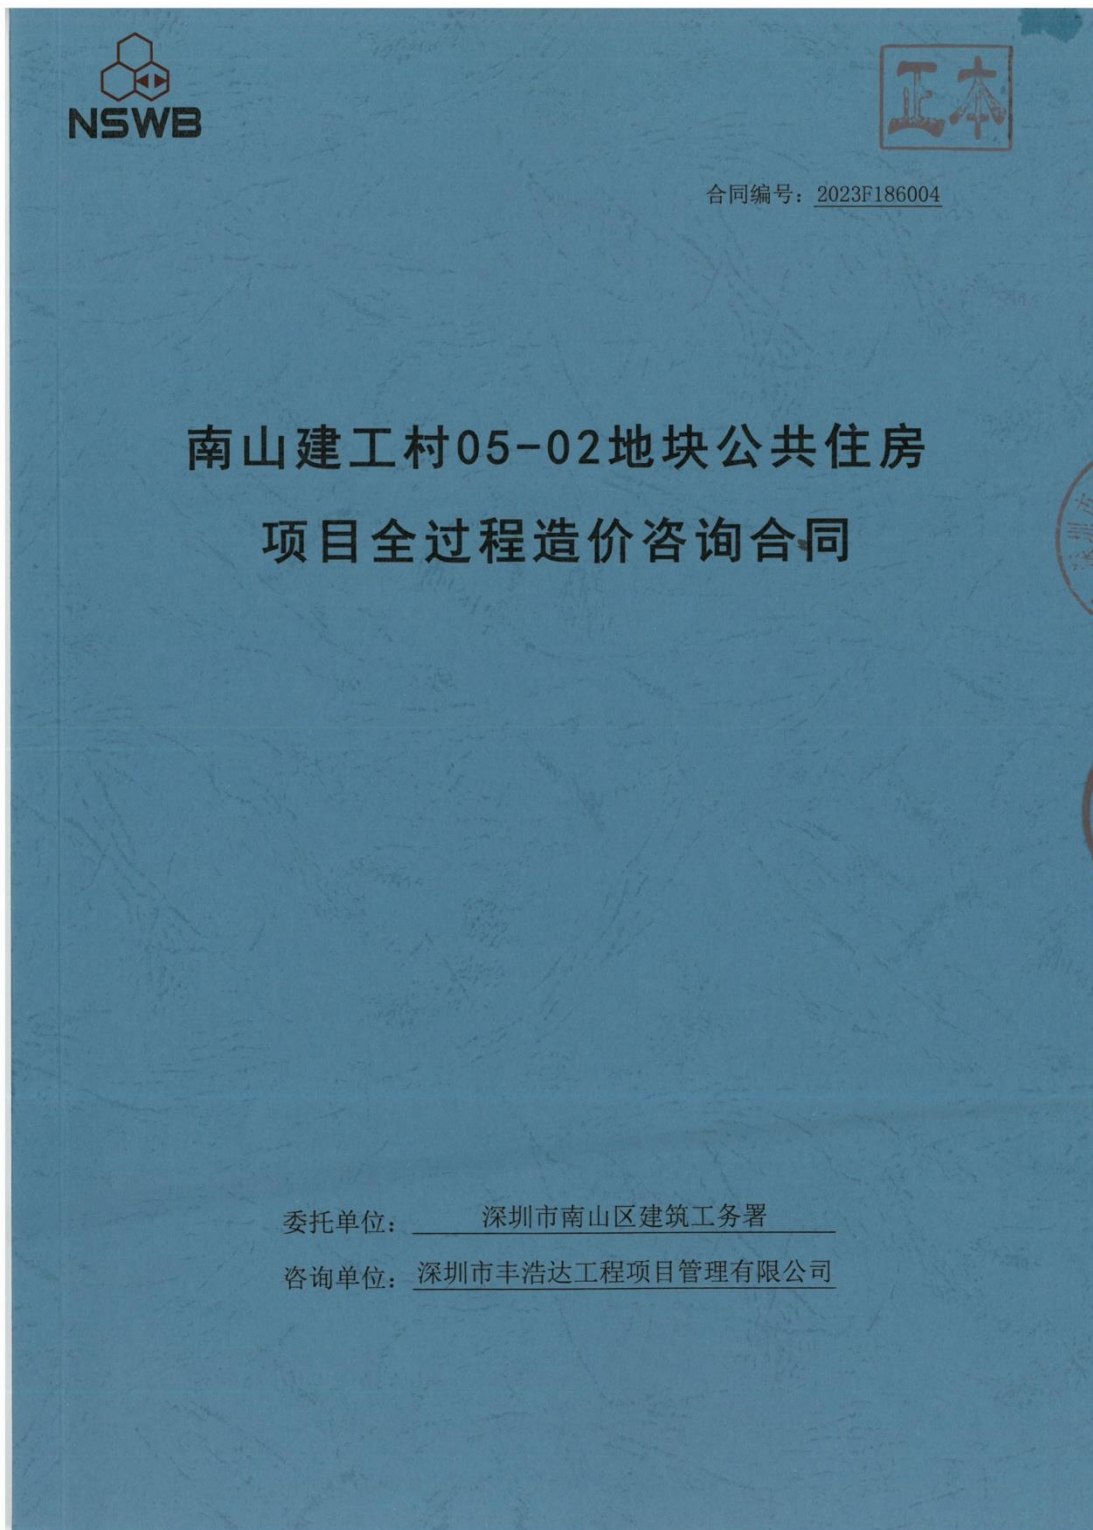 NSWB
正本
合同编号：2023F186004
南山建工村05-02地块公共住房
项目全过程造价咨询合同
深圳市
委托单位：深圳市南山区建筑工务署
咨询单位：深圳市丰浩达工程项目管理有限公司